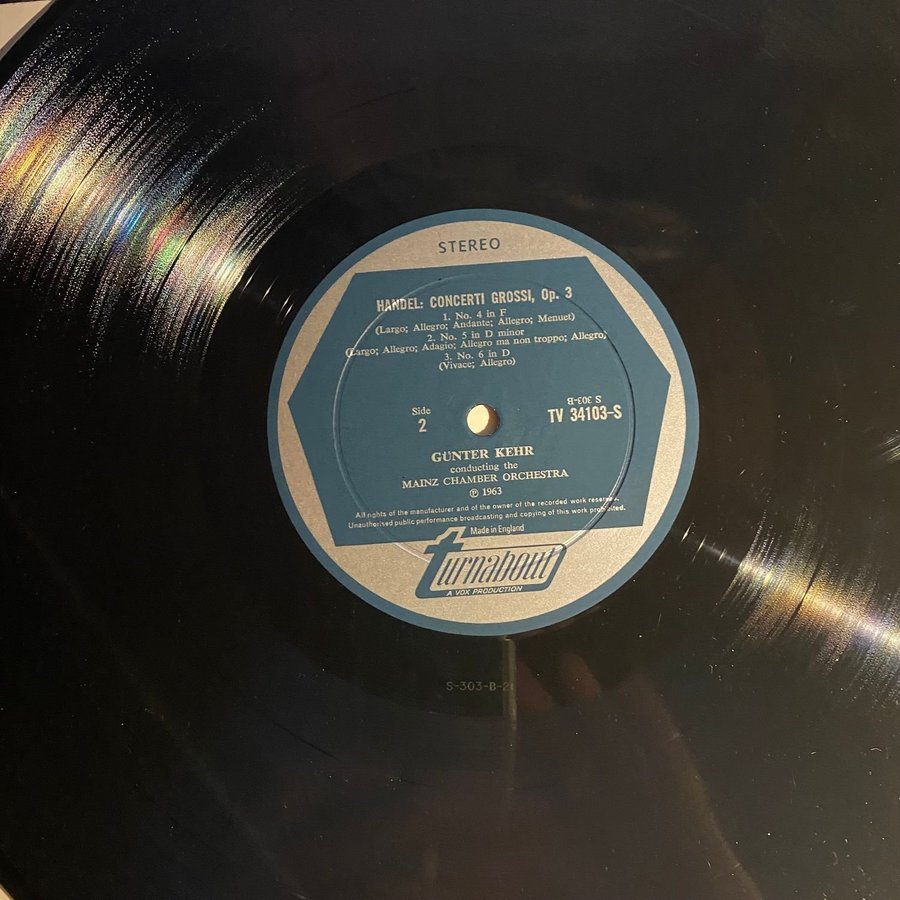 STEREO
HANDEL: CONCERTI GROSSI, Op. 3
1. No. 4 in F
(Largo; Allegro; Andante; Allegro; Menuet)
2. No. 5 in D minor
(Largo; Allegro; Adagio; Allegro ma non troppo; Allegro)
3. No. 6 in D
(Vivace; Allegro)
S 303-B
Side
2
TV 34103-S
GUNTER KEHR
conducting the
MAINZ CHAMBER ORCHESTRA
℗ 1963
All rights of the manufacturer and of the owner of the recorded work reserved.
Unauthorised public performance broadcasting and copying of this work prohibited.
Made in England
turnabout
A VOX PRODUCTION
S-303-B-2